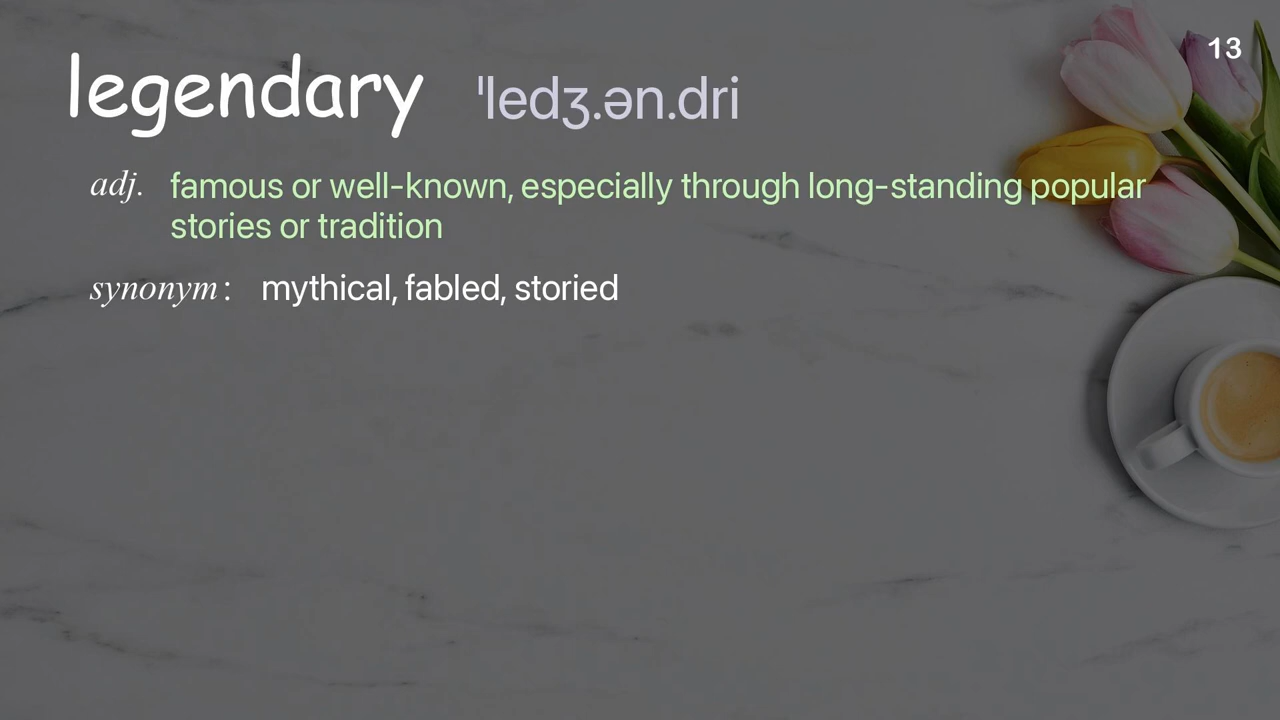 13
legendary ˈledʒ.ən.dri
adj. famous or well-known, especially through long-standing popular
stories or tradition
synonym : mythical, fabled, storied